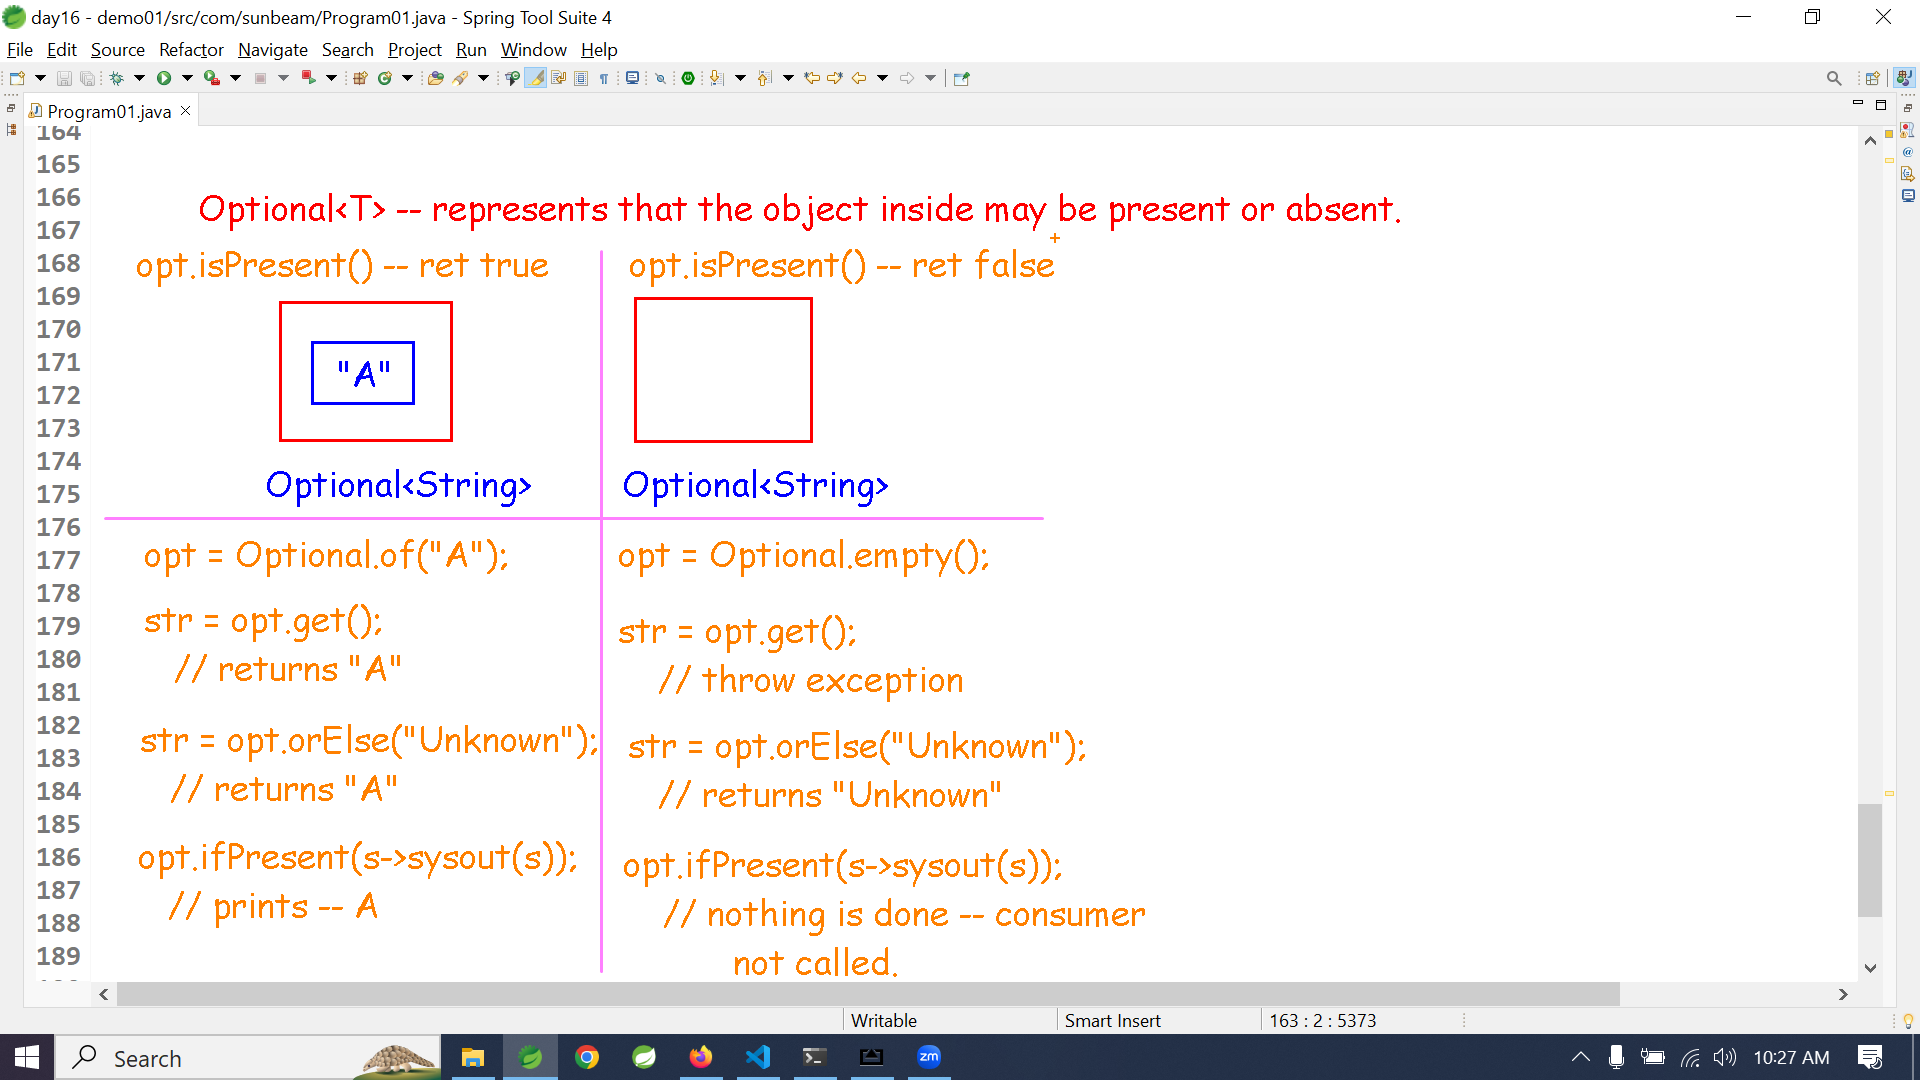 day16 - demo01/src/com/sunbeam/Program01.java - Spring Tool Suite 4
File Edit Source Refactor Navigate Search Project Run Window Help
Program01.java
164
165
166
167
168
169
170
171
172
173
174
175
176
177
178
179
180
181
182
183
184
185
186
187
188
189
Optional<T> -- represents that the object inside may be present or absent.
opt.isPresent() -- ret true
"A"
Optional<String>
opt = Optional.of("A");
str = opt.get();
// returns "A"
str = opt.orElse("Unknown");
// returns "A"
opt.ifPresent(s->sysout(s));
// prints -- A
opt.isPresent() -- ret false
Optional<String>
opt = Optional.empty();
str = opt.get();
// throw exception
str = opt.orElse("Unknown");
// returns "Unknown"
opt.ifPresent(s->sysout(s));
// nothing is done -- consumer
not called.
Writable Smart Insert 163 : 2 : 5373
Search zm 10:27 AM